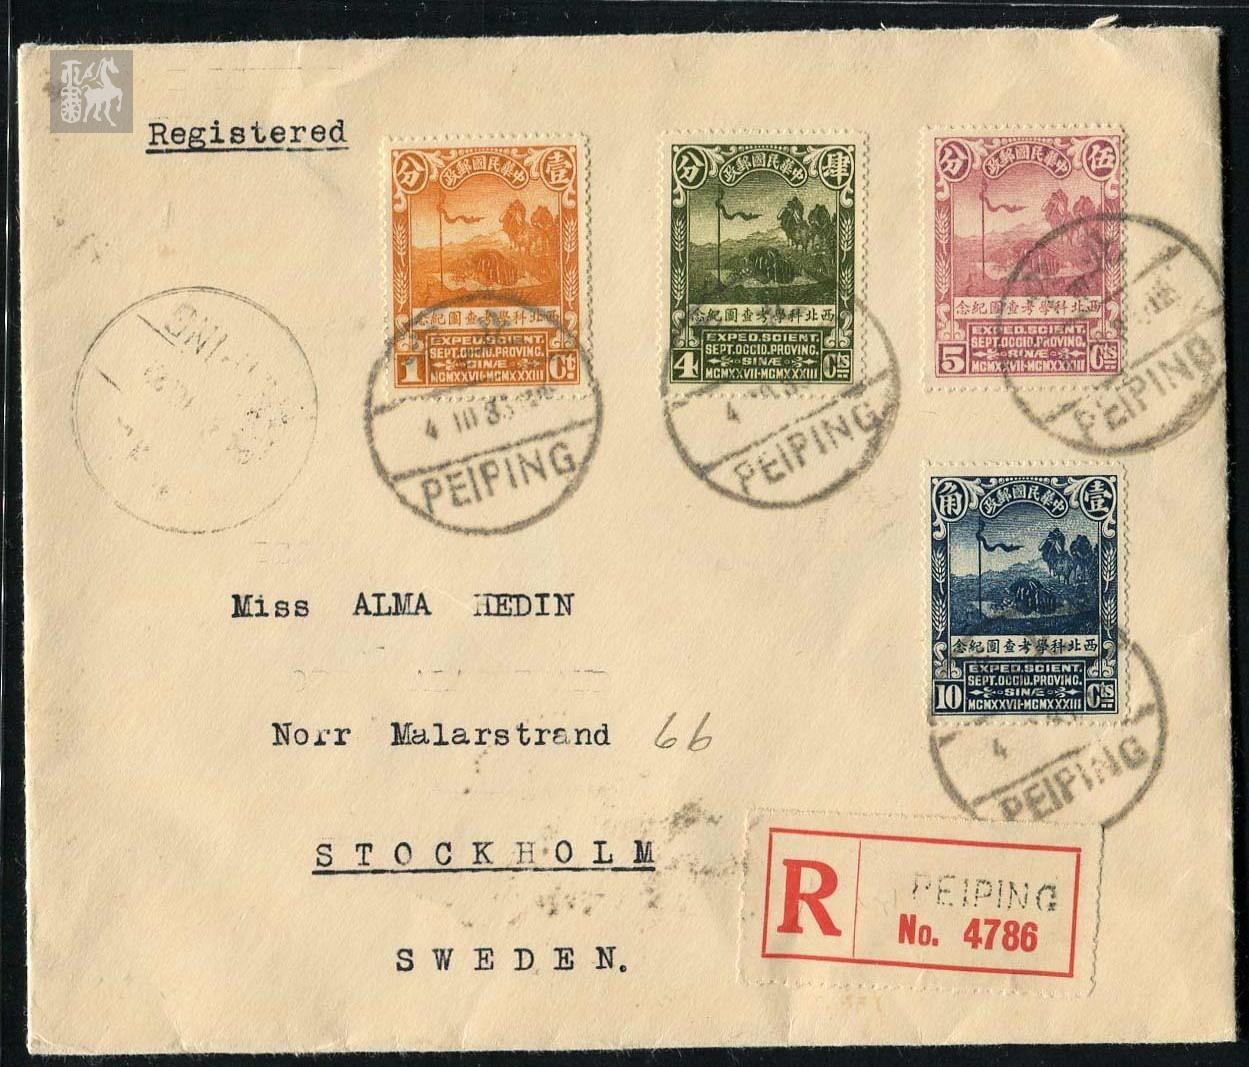 Registered
分 政郵國民華中 壹
念紀團查考學科北西
EXPED.SCIENT.
SEPT.OCCID.PROVINC.
SINÆ
1 MCMXXVII-MCMXXXIII Ct
分 政郵國民華中 肆
念紀團查考學科北西
EXPED.SCIENT.
SEPT.OCCID.PROVINC.
SINÆ
4 MCMXXVII-MCMXXXIII Cts
分 政郵國民華中 伍
念紀團查考學科北西
EXPED.SCIENT.
SEPT.OCCID.PROVINC.
SINÆ
5 MCMXXVII-MCMXXXIII Cts
4 III 33
PEIPING
4
PEIPING
PEIPING
角 政郵國民華中 壹
念紀團查考學科北西
EXPED.SCIENT.
SEPT.OCCID.PROVINC.
SINÆ
10 MCMXXVII-MCMXXXIII Cts
4
PEIPING
Miss ALMA HEDIN
Norr Malarstrand 66
STOCKHOLM
SWEDEN.
R PEIPING
No. 4786